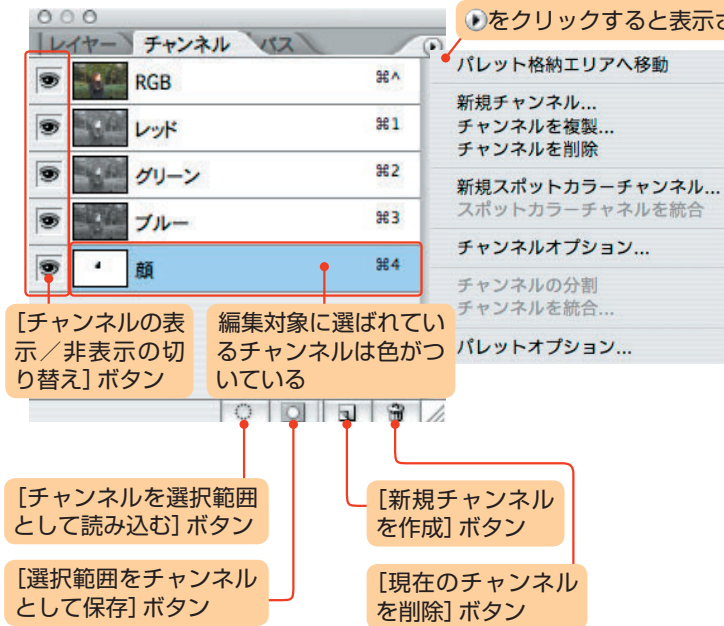 をクリックすると表示さ
レイヤー チャンネル パス
RGB ⌘^
レッド ⌘1
グリーン ⌘2
ブルー ⌘3
顔 ⌘4
パレット格納エリアへ移動
新規チャンネル...
チャンネルを複製...
チャンネルを削除
新規スポットカラーチャンネル...
スポットカラーチャネルを統合
チャンネルオプション...
チャンネルの分割
チャンネルを統合...
パレットオプション...
[チャンネルの表
示／非表示の切
り替え] ボタン
編集対象に選ばれてい
るチャンネルは色がつ
いている
[チャンネルを選択範囲
として読み込む] ボタン
[選択範囲をチャンネル
として保存] ボタン
[新規チャンネル
を作成] ボタン
[現在のチャンネル
を削除] ボタン